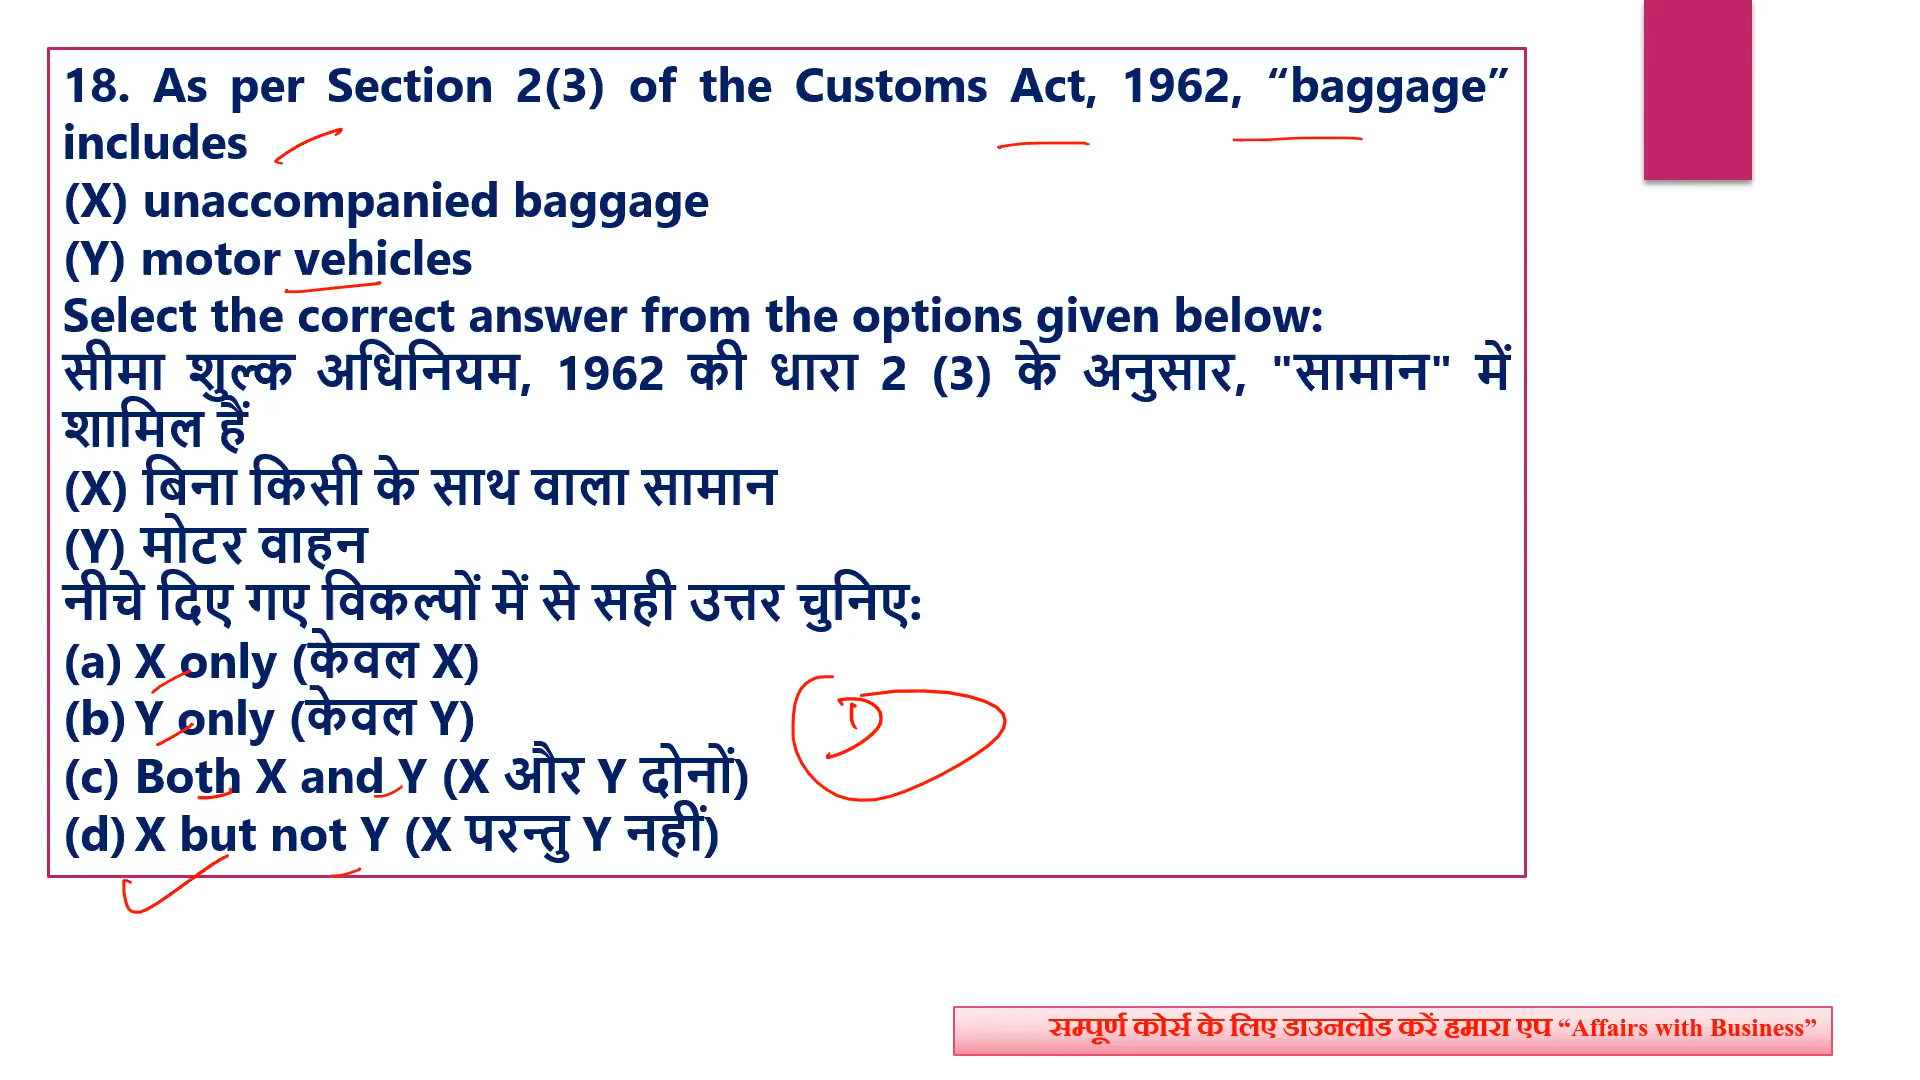 18. As per Section 2(3) of the Customs Act, 1962, “baggage”
includes
(X) unaccompanied baggage
(Y) motor vehicles
Select the correct answer from the options given below:
सीमा शुल्क अधिनियम, 1962 की धारा 2 (3) के अनुसार, "सामान" में
शामिल हैं
(X) बिना किसी के साथ वाला सामान
(Y) मोटर वाहन
नीचे दिए गए विकल्पों में से सही उत्तर चुनिए:
(a) X only (केवल X)
(b) Y only (केवल Y)
(c) Both X and Y (X और Y दोनों)
(d) X but not Y (X परन्तु Y नहीं)
D
सम्पूर्ण कोर्स के लिए डाउनलोड करें हमारा एप “Affairs with Business”